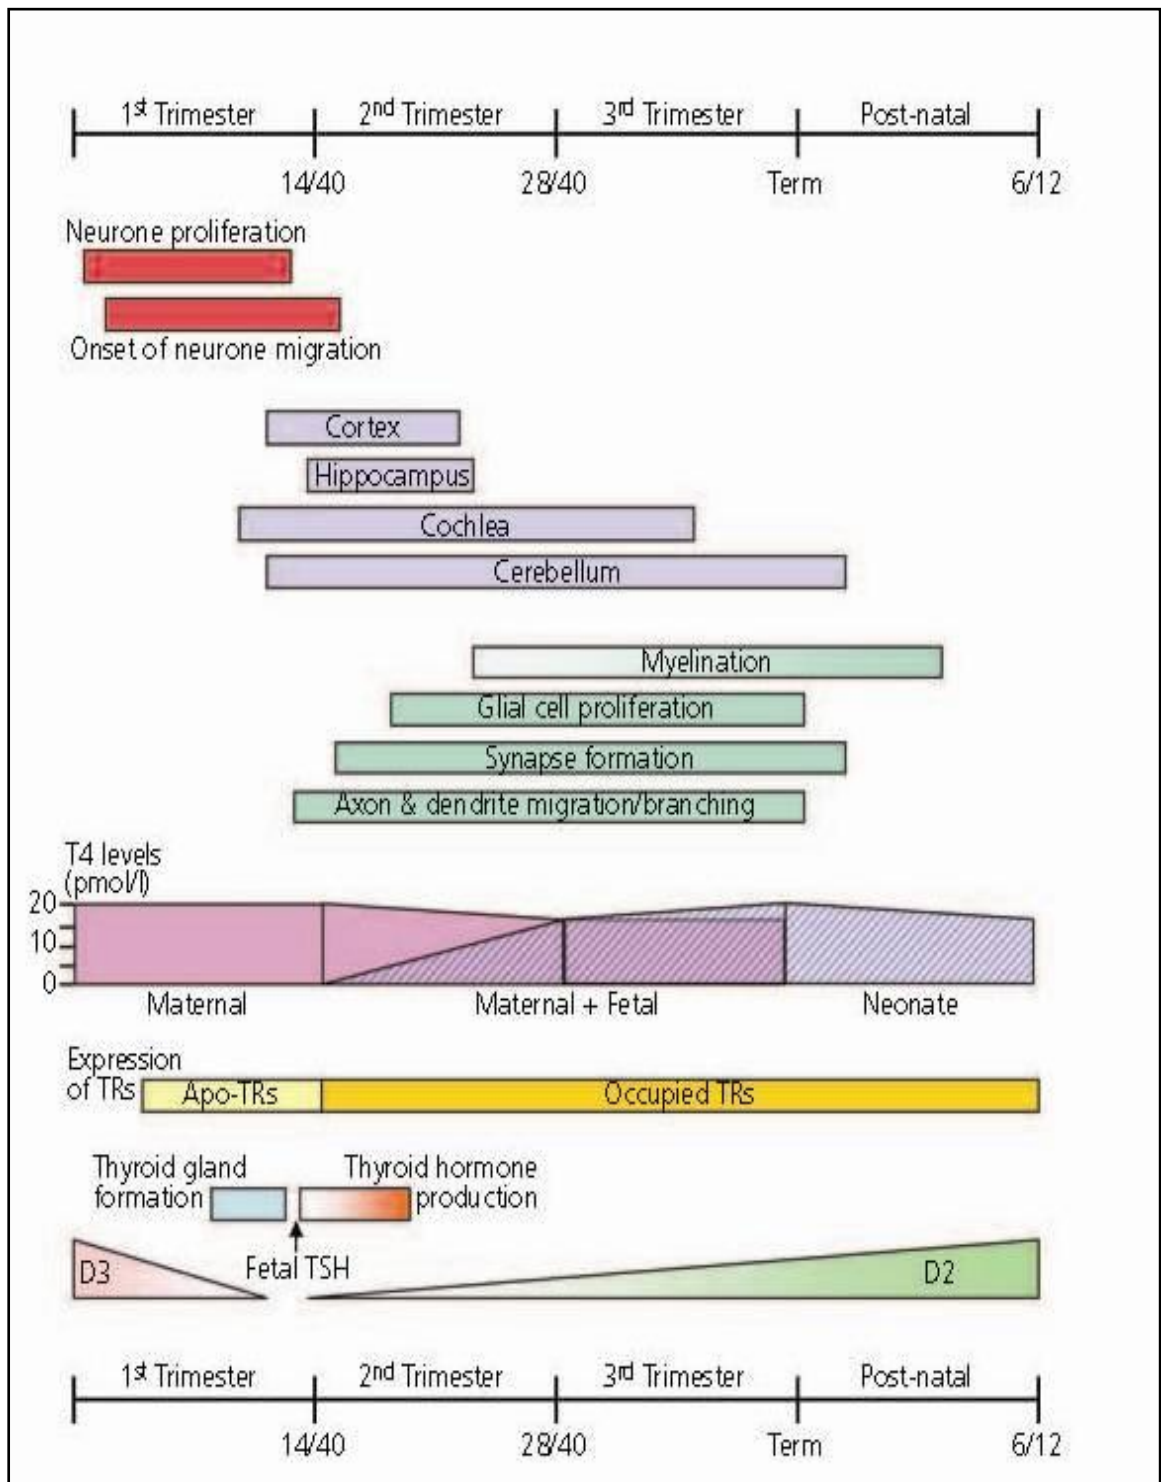 1st Trimester 2nd Trimester 3rd Trimester Post-natal
14/40 28/40 Term 6/12
Neurone proliferation
Onset of neurone migration
Cortex
Hippocampus
Cochlea
Cerebellum
Myelination
Glial cell proliferation
Synapse formation
Axon & dendrite migration/branching
T4 levels
(pmol/l)
20
10
0
Maternal Maternal + Fetal Neonate
Expression
of TRs Apo-TRs Occupied TRs
Thyroid gland Thyroid hormone
formation production
D3 Fetal TSH D2
1st Trimester 2nd Trimester 3rd Trimester Post-natal
14/40 28/40 Term 6/12